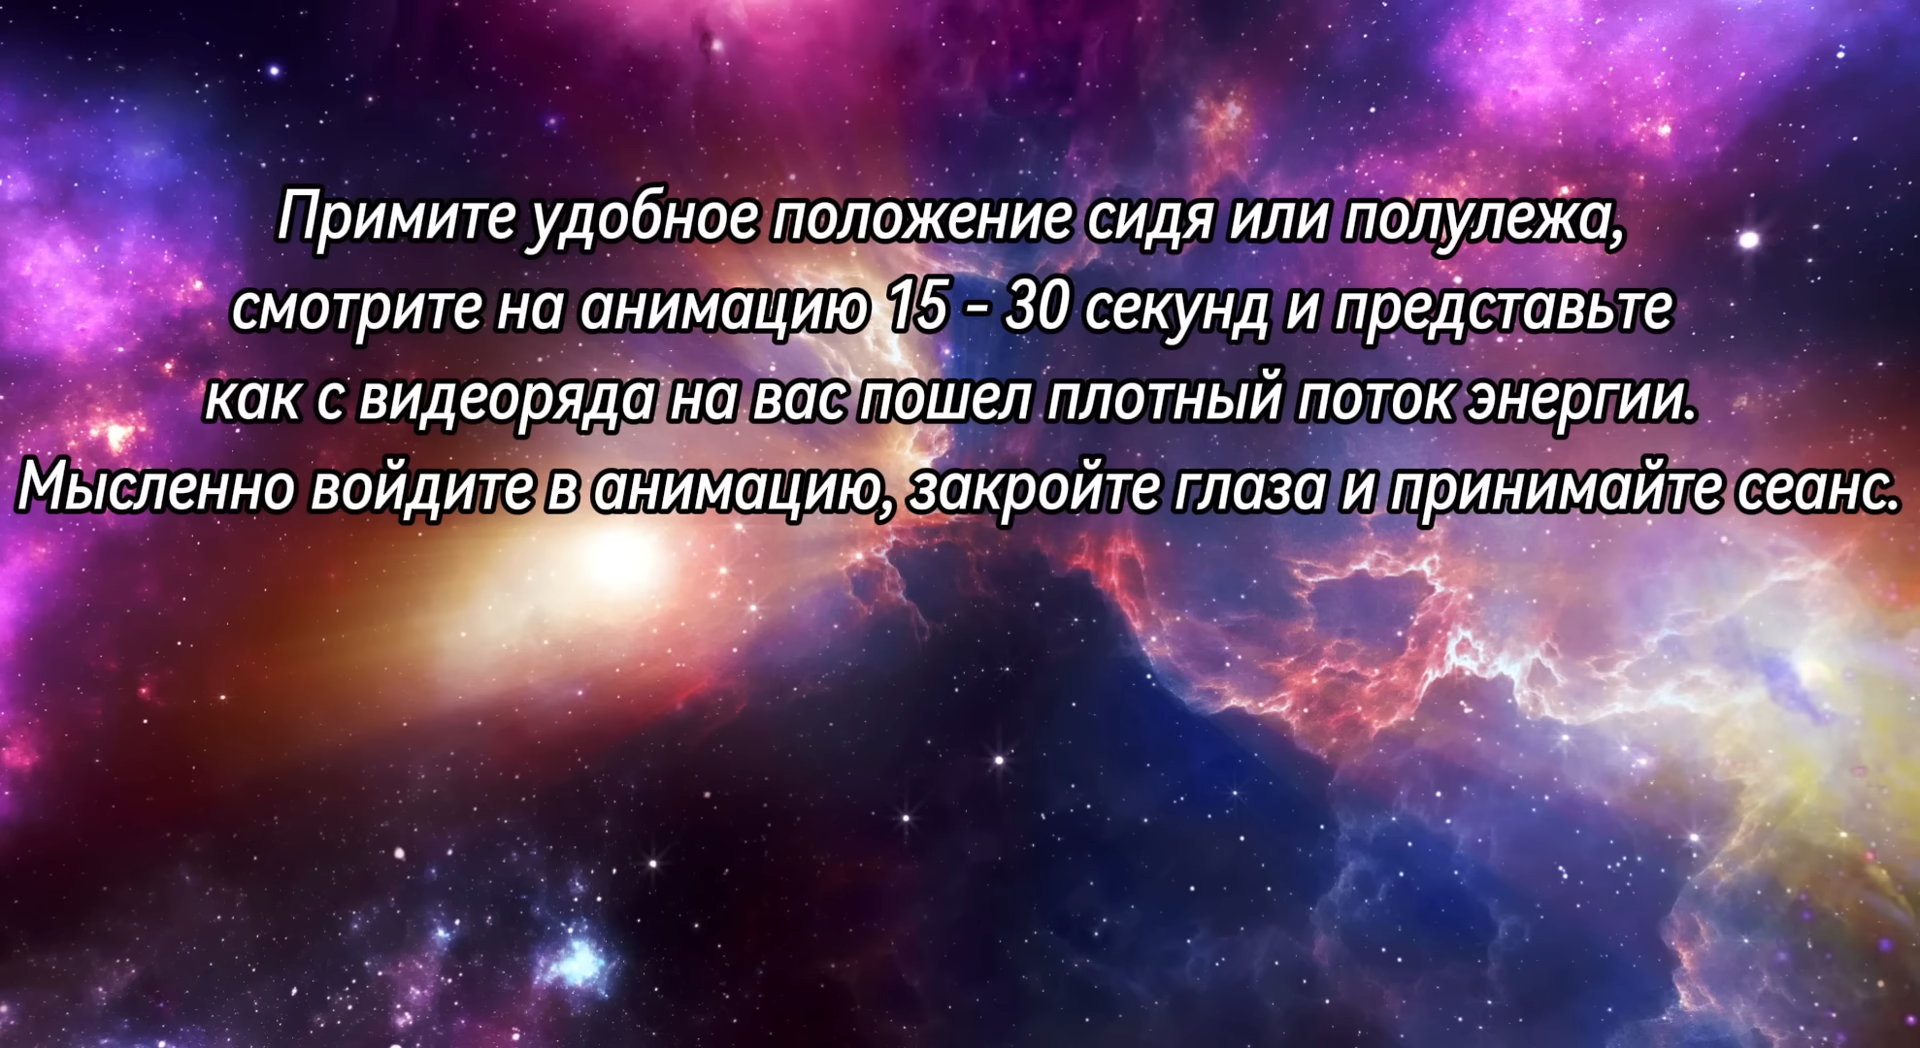 Примите удобное положение сидя или полулежа,
смотрите на анимацию 15 - 30 секунд и представьте
как с видеоряда на вас пошел плотный поток энергии.
Мысленно войдите в анимацию, закройте глаза и принимайте сеанс.